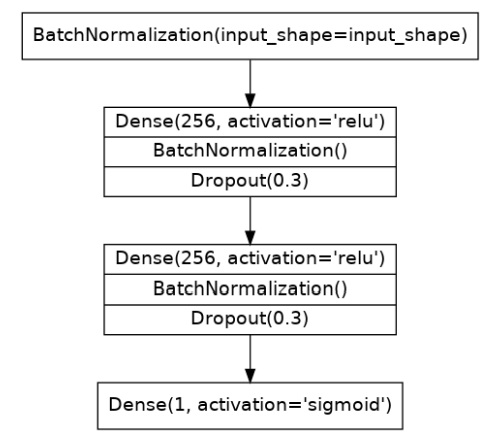 BatchNormalization(input_shape=input_shape)
Dense(256, activation='relu')
BatchNormalization()
Dropout(0.3)
Dense(256, activation='relu')
BatchNormalization()
Dropout(0.3)
Dense(1, activation='sigmoid')